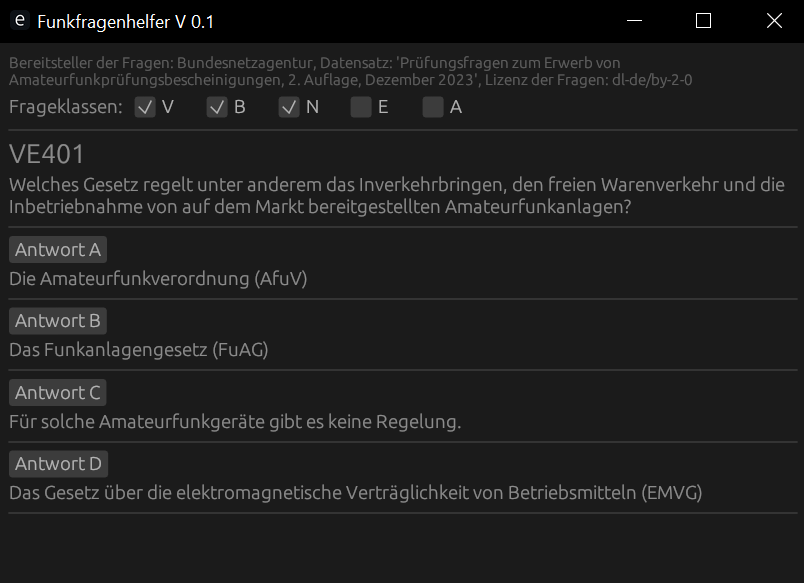 e Funkfragenhelfer V 0.1
Bereitsteller der Fragen: Bundesnetzagentur, Datensatz: 'Prüfungsfragen zum Erwerb von
Amateurfunkprüfungsbescheinigungen, 2. Auflage, Dezember 2023', Lizenz der Fragen: dl-de/by-2-0
Frageklassen: V B N E A
VE401
Welches Gesetz regelt unter anderem das Inverkehrbringen, den freien Warenverkehr und die
Inbetriebnahme von auf dem Markt bereitgestellten Amateurfunkanlagen?
Antwort A
Die Amateurfunkverordnung (AfuV)
Antwort B
Das Funkanlagengesetz (FuAG)
Antwort C
Für solche Amateurfunkgeräte gibt es keine Regelung.
Antwort D
Das Gesetz über die elektromagnetische Verträglichkeit von Betriebsmitteln (EMVG)